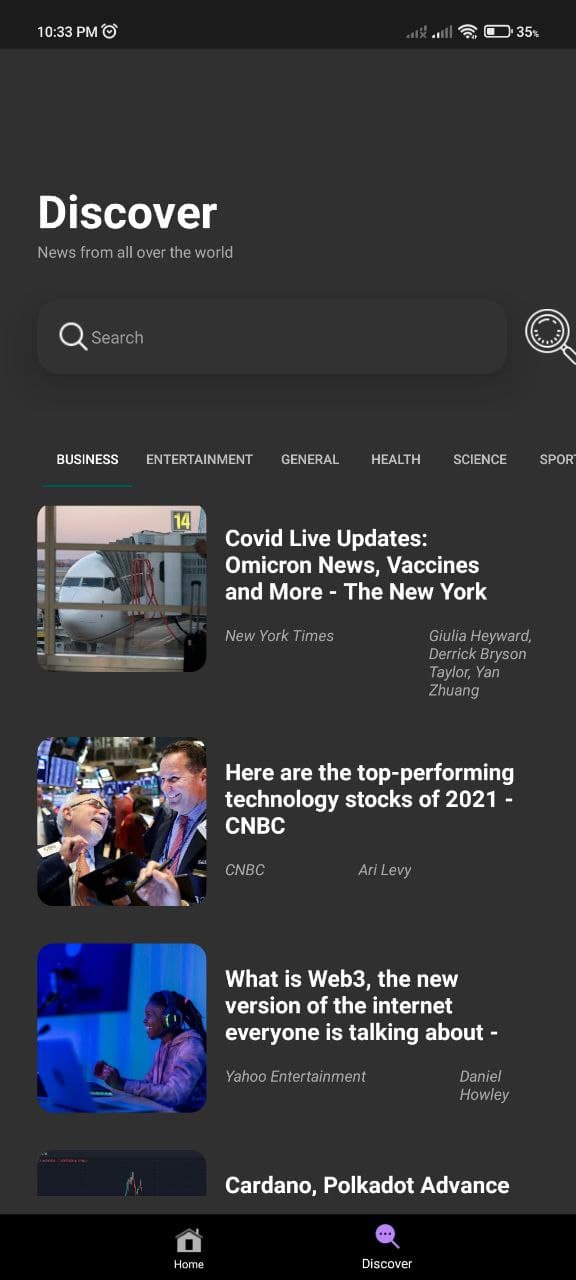 10:33 PM 35%
Discover
News from all over the world
Search
BUSINESS ENTERTAINMENT GENERAL HEALTH SCIENCE SPORT
14
Covid Live Updates:
Omicron News, Vaccines
and More - The New York
New York Times Giulia Heyward,
Derrick Bryson
Taylor, Yan
Zhuang
Here are the top-performing
technology stocks of 2021 -
CNBC
CNBC Ari Levy
What is Web3, the new
version of the internet
everyone is talking about -
Yahoo Entertainment Daniel
Howley
Cardano, Polkadot Advance
Home Discover